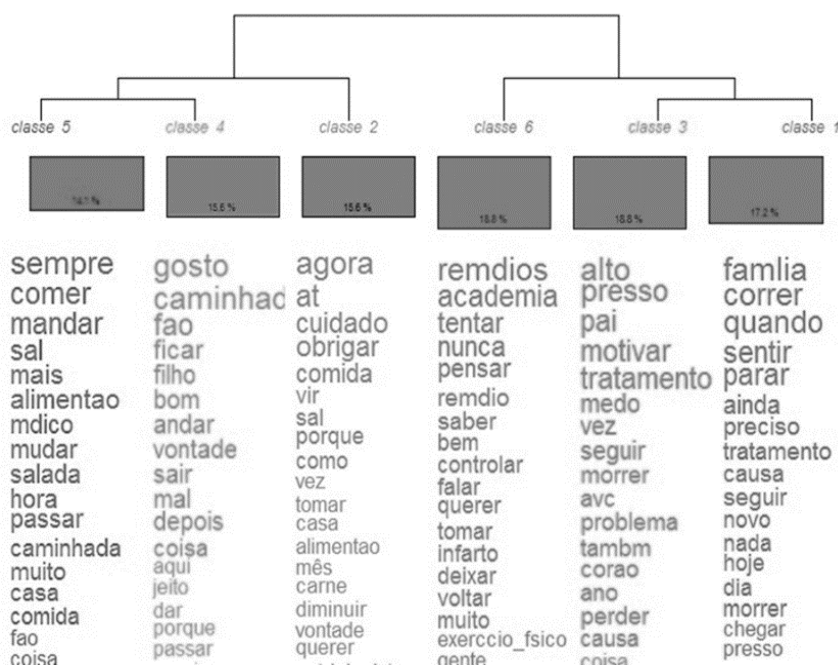 classe 5
classe 4
classe 2
classe 6
classe 3
classe 1
15.6 %
15.6 %
18.8 %
18.8 %
17.2 %
sempre
comer
mandar
sal
mais
alimentao
mdico
mudar
salada
hora
passar
caminhada
muito
casa
comida
fao
coisa
gosto
caminhad
fao
ficar
filho
bom
andar
vontade
sair
mal
depois
coisa
aqui
jeito
dar
porque
passar
agora
at
cuidado
obrigar
comida
vir
sal
porque
como
vez
tomar
casa
alimentao
mês
carne
diminuir
vontade
querer
remdios
academia
tentar
nunca
pensar
remdio
saber
bem
controlar
falar
querer
tomar
infarto
deixar
voltar
muito
exerccio_fsico
gente
alto
presso
pai
motivar
tratamento
medo
vez
seguir
morrer
avc
problema
tambm
corao
ano
perder
causa
coisa
famlia
correr
quando
sentir
parar
ainda
preciso
tratamento
causa
seguir
novo
nada
hoje
dia
morrer
chegar
presso